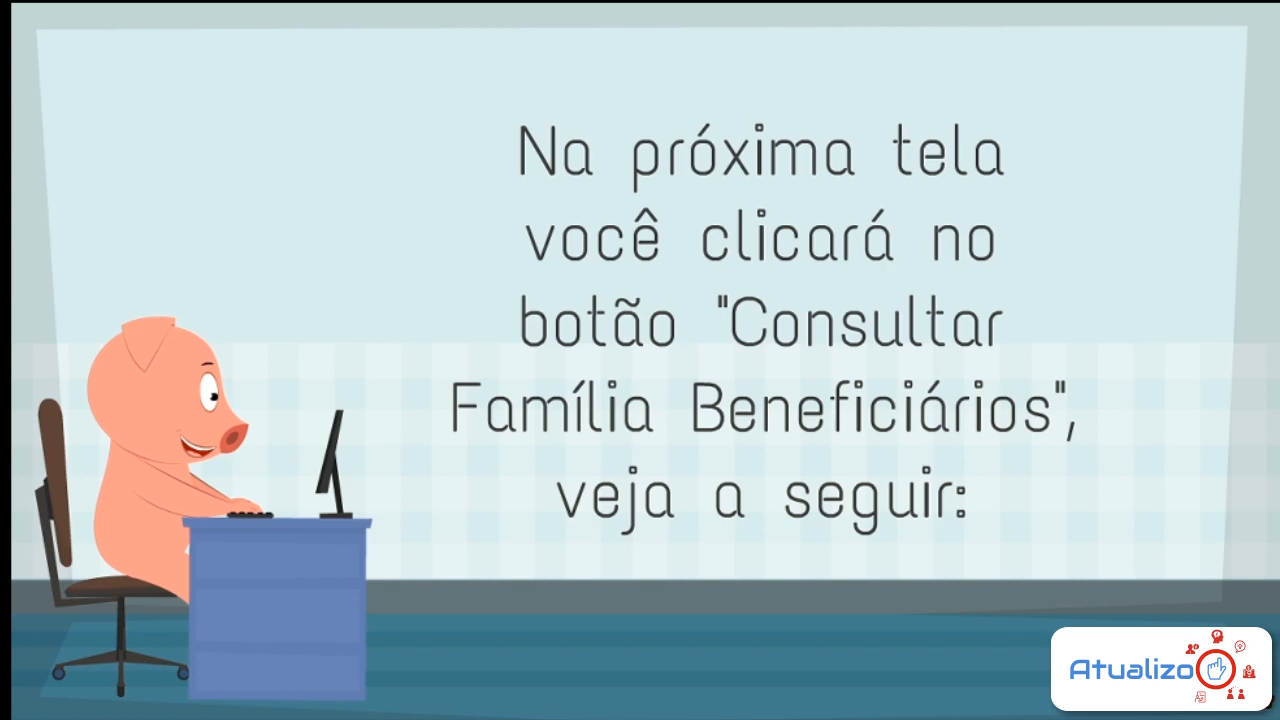 Na próxima tela
você clicará no
botão "Consultar
Família Beneficiários",
veja a seguir:
Atualizo